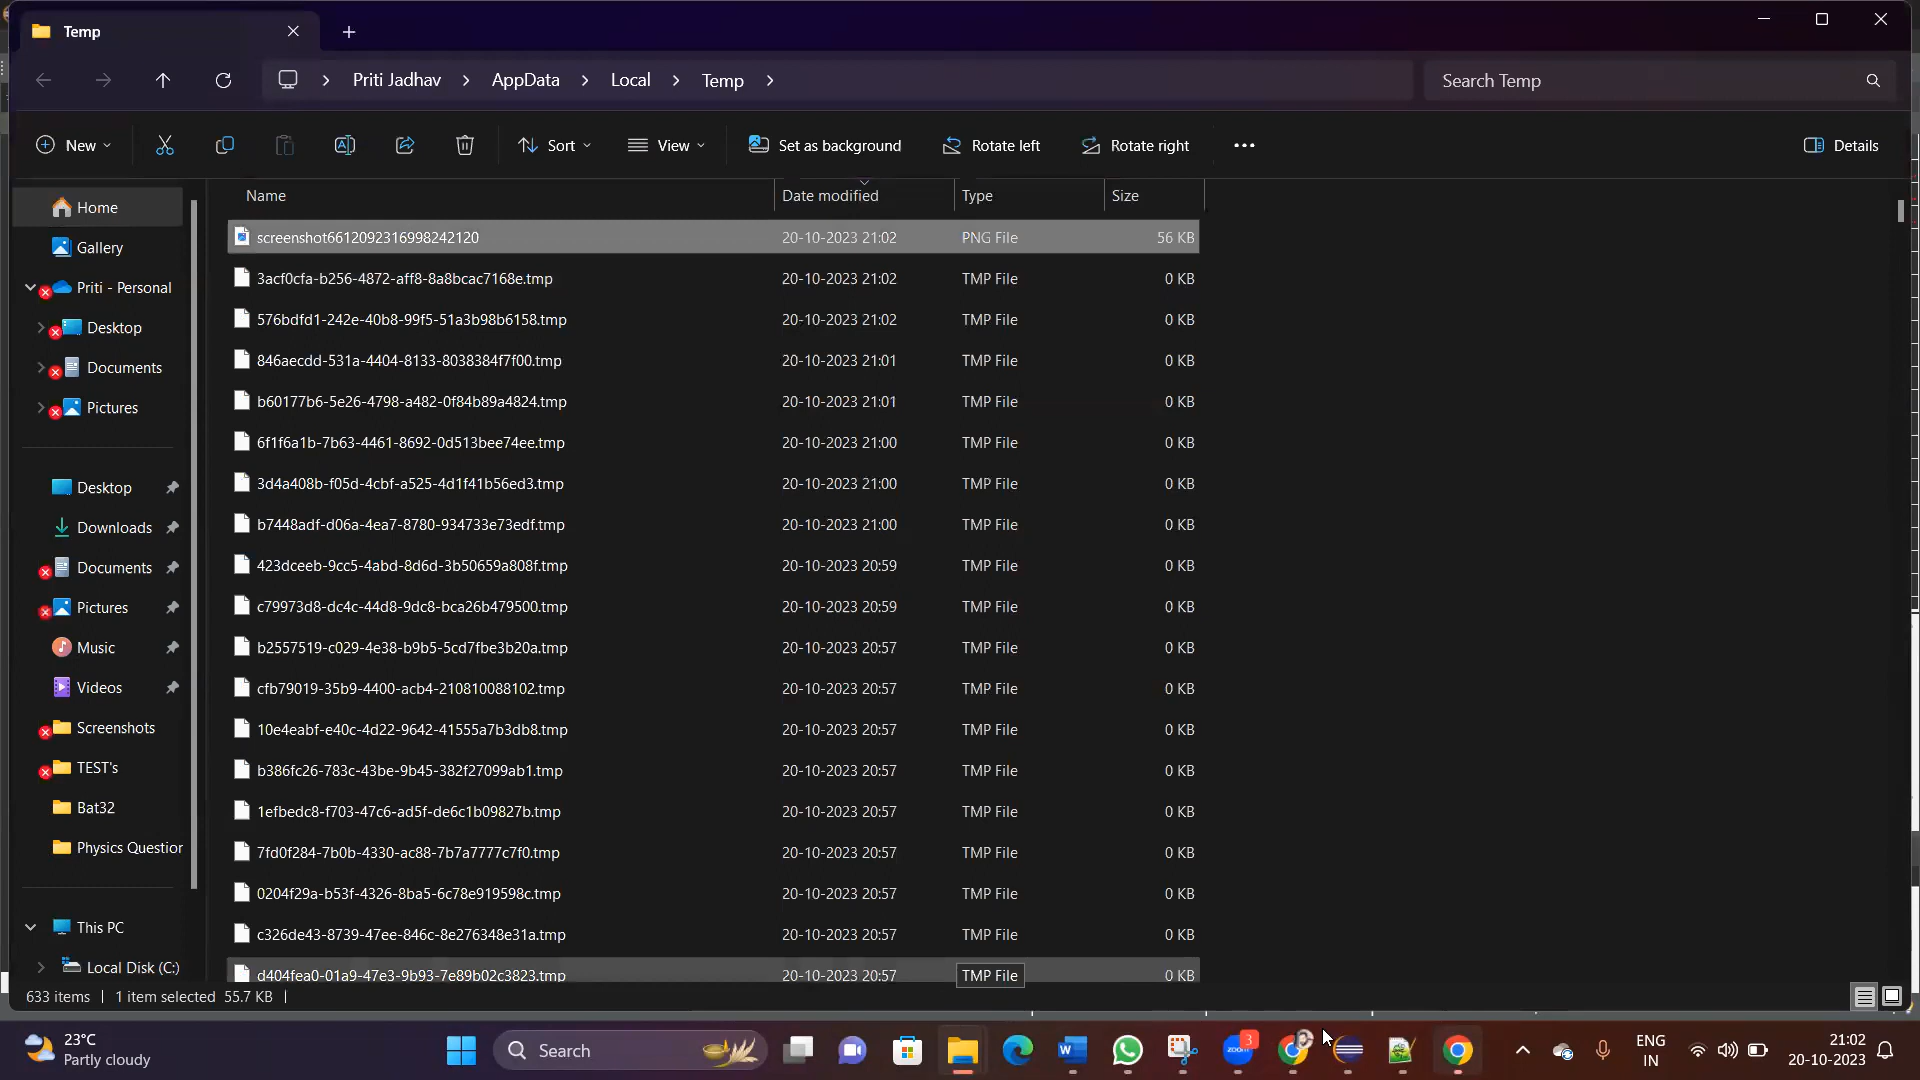 Temp
Priti Jadhav > AppData > Local > Temp >
Search Temp
New
Sort
View
Set as background
Rotate left
Rotate right
Details
Name Date modified Type Size
screenshot6612092316998242120 20-10-2023 21:02 PNG File 56 KB
3acf0cfa-b256-4872-aff8-8a8bcac7168e.tmp 20-10-2023 21:02 TMP File 0 KB
576bdfd1-242e-40b8-99f5-51a3b98b6158.tmp 20-10-2023 21:02 TMP File 0 KB
846aecdd-531a-4404-8133-8038384f7f00.tmp 20-10-2023 21:01 TMP File 0 KB
b60177b6-5e26-4798-a482-0f84b89a4824.tmp 20-10-2023 21:01 TMP File 0 KB
6f1f6a1b-7b63-4461-8692-0d513bee74ee.tmp 20-10-2023 21:00 TMP File 0 KB
3d4a408b-f05d-4cbf-a525-4d1f41b56ed3.tmp 20-10-2023 21:00 TMP File 0 KB
b7448adf-d06a-4ea7-8780-934733e73edf.tmp 20-10-2023 21:00 TMP File 0 KB
423dceeb-9cc5-4abd-8d6d-3b50659a808f.tmp 20-10-2023 20:59 TMP File 0 KB
c79973d8-dc4c-44d8-9dc8-bca26b479500.tmp 20-10-2023 20:59 TMP File 0 KB
b2557519-c029-4e38-b9b5-5cd7fbe3b20a.tmp 20-10-2023 20:57 TMP File 0 KB
cfb79019-35b9-4400-acb4-210810088102.tmp 20-10-2023 20:57 TMP File 0 KB
10e4eabf-e40c-4d22-9642-41555a7b3db8.tmp 20-10-2023 20:57 TMP File 0 KB
b386fc26-783c-43be-9b45-382f27099ab1.tmp 20-10-2023 20:57 TMP File 0 KB
1efbedc8-f703-47c6-ad5f-de6c1b09827b.tmp 20-10-2023 20:57 TMP File 0 KB
7fd0f284-7b0b-4330-ac88-7b7a7777c7f0.tmp 20-10-2023 20:57 TMP File 0 KB
0204f29a-b53f-4326-8ba5-6c78e919598c.tmp 20-10-2023 20:57 TMP File 0 KB
c326de43-8739-47ee-846c-8e276348e31a.tmp 20-10-2023 20:57 TMP File 0 KB
d404fea0-01a9-47e3-9b93-7e89b02c3823.tmp 20-10-2023 20:57 TMP File 0 KB
Home
Gallery
Priti - Personal
Desktop
Documents
Pictures
Desktop
Downloads
Documents
Pictures
Music
Videos
Screenshots
TEST's
Bat32
Physics Question
This PC
Local Disk (C:)
633 items
1 item selected 55.7 KB
23°C
Partly cloudy
Search
zoom
3
ENG
IN
21:02
20-10-2023